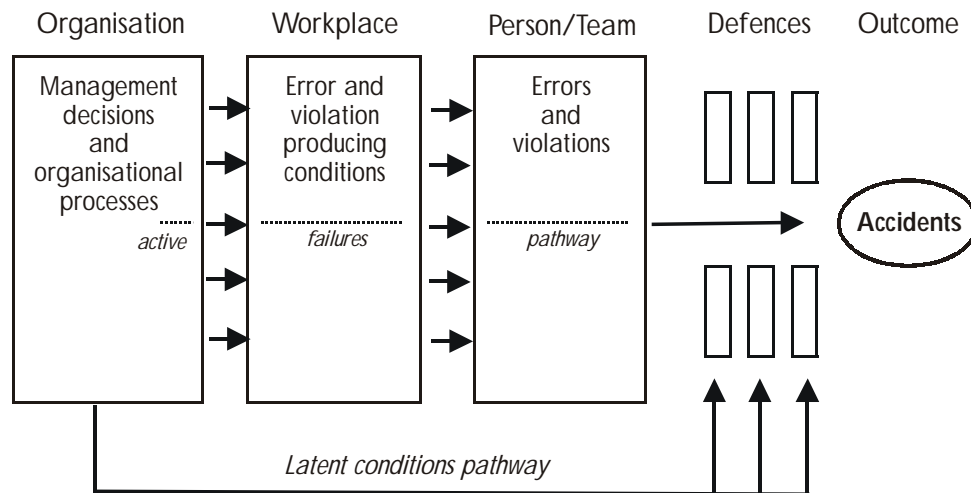 Organisation
Workplace
Person/Team
Defences
Outcome
Management
decisions
and
organisational
processes
active
Error and
violation
producing
conditions
failures
Errors
and
violations
pathway
Accidents
Latent conditions pathway